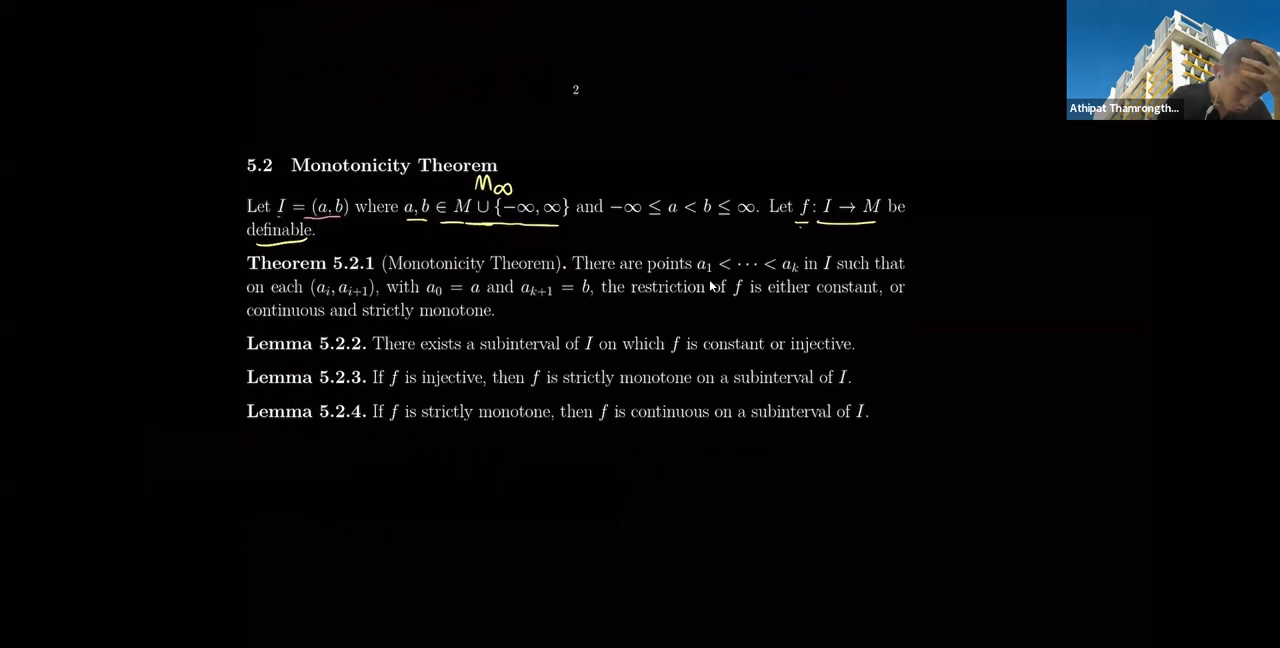 Athipat Thamrongth...
2
5.2 Monotonicity Theorem
M∞
Let I = (a, b) where a, b ∈ M ∪ {−∞, ∞} and −∞ ≤ a < b ≤ ∞. Let f : I → M be
definable.
Theorem 5.2.1 (Monotonicity Theorem). There are points a₁ < ⋯ < aₖ in I such that
on each (aᵢ, aᵢ₊₁), with a₀ = a and aₖ₊₁ = b, the restriction of f is either constant, or
continuous and strictly monotone.
Lemma 5.2.2. There exists a subinterval of I on which f is constant or injective.
Lemma 5.2.3. If f is injective, then f is strictly monotone on a subinterval of I.
Lemma 5.2.4. If f is strictly monotone, then f is continuous on a subinterval of I.